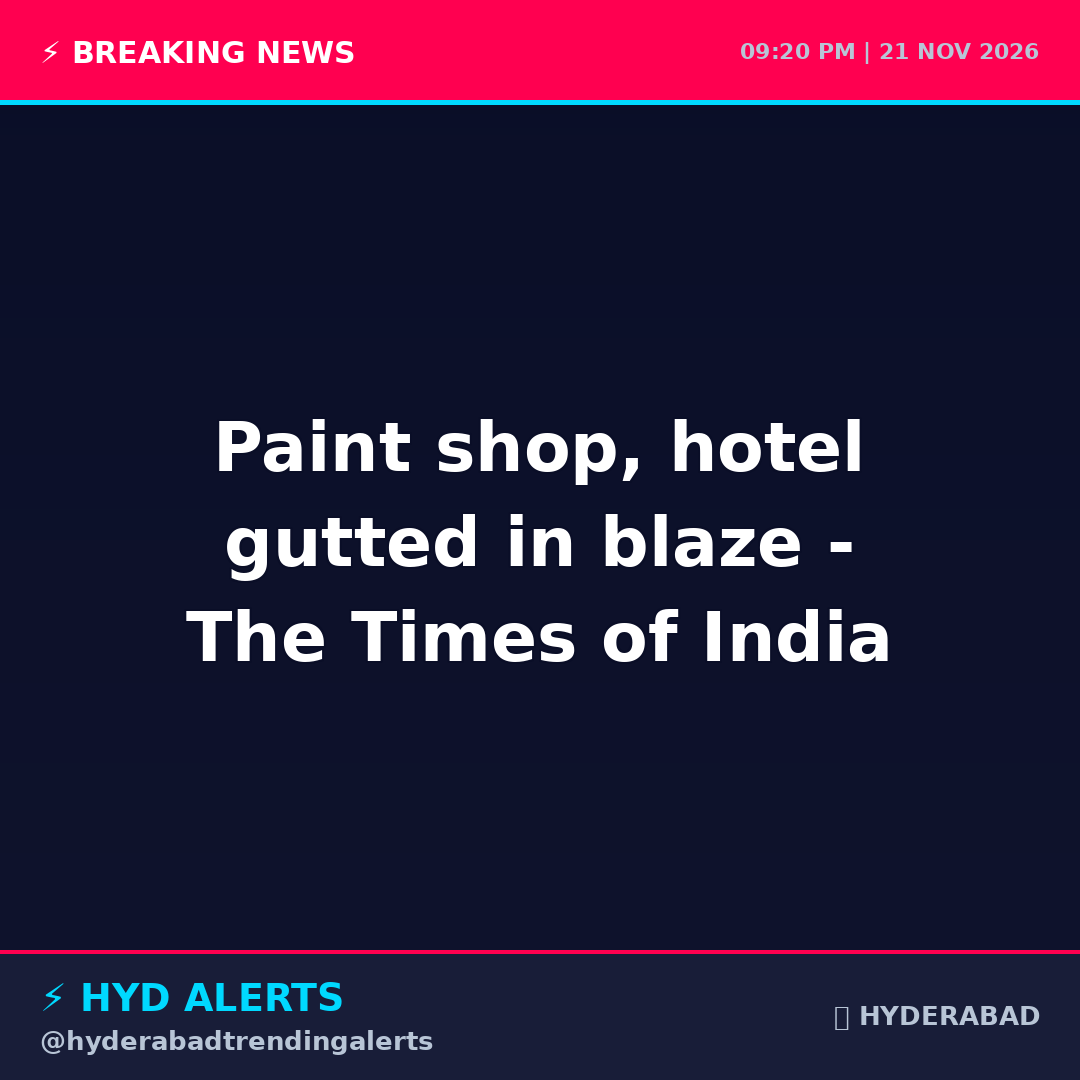 ⚡ BREAKING NEWS
09:20 PM | 21 NOV 2026
Paint shop, hotel
gutted in blaze -
The Times of India
⚡ HYD ALERTS
@hyderabadtrendingalerts
HYDERABAD